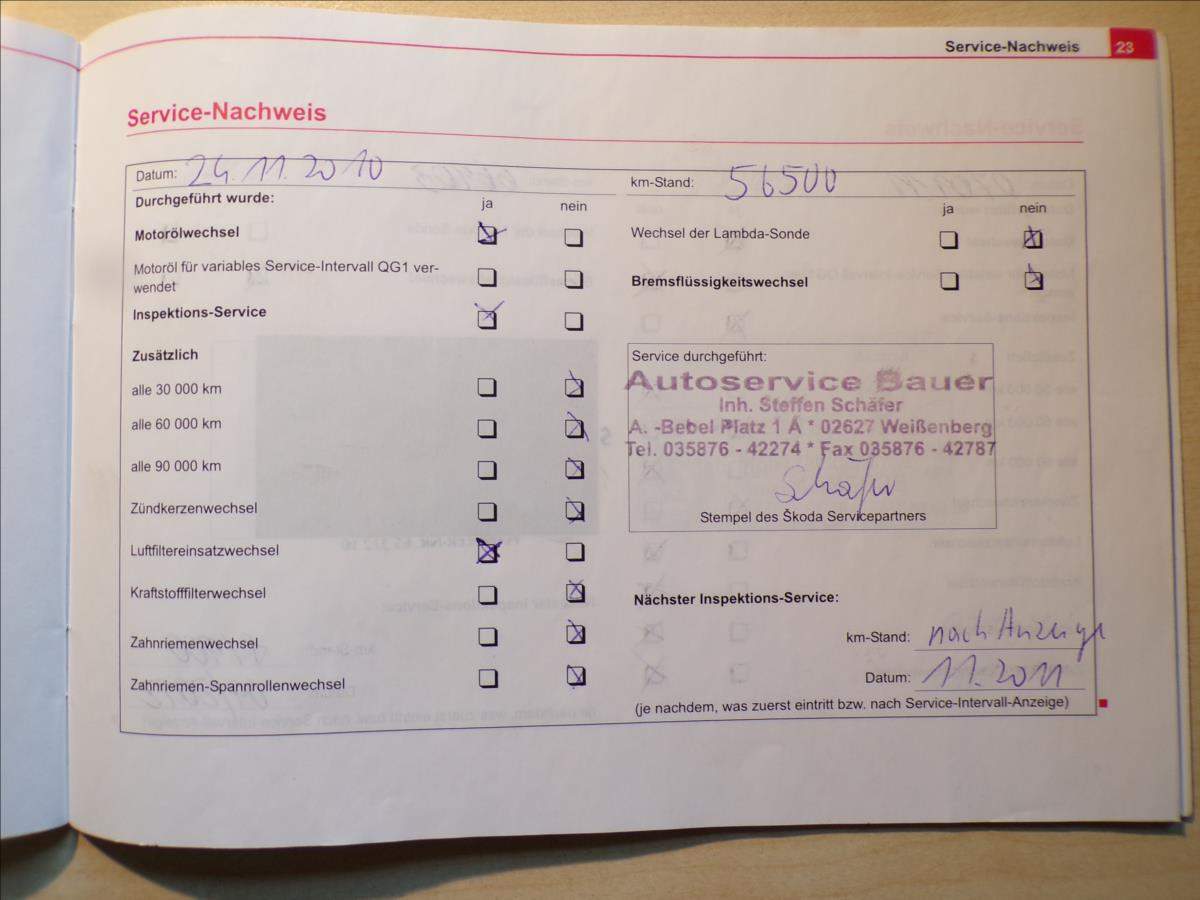 Service-Nachweis 23
Service-Nachweis
Datum: 24.11.2010
km-Stand: 56500
Durchgeführt wurde:
ja nein
Motorölwechsel
Motoröl für variables Service-Intervall QG1 ver-
wendet
Inspektions-Service
Zusätzlich
alle 30 000 km
alle 60 000 km
alle 90 000 km
Zündkerzenwechsel
Luftfiltereinsatzwechsel
Kraftstofffilterwechsel
Zahnriemenwechsel
Zahnriemen-Spannrollenwechsel
ja nein
Wechsel der Lambda-Sonde
Bremsflüssigkeitswechsel
Service durchgeführt:
Autoservice Bauer
Inh. Steffen Schäfer
A. -Bebel Platz 1 A * 02627 Weißenberg
Tel. 035876 - 42274 * Fax 035876 - 42787
Schäfer
Stempel des Škoda Servicepartners
Nächster Inspektions-Service:
km-Stand: nach Anzeige
Datum: 11.2011
(je nachdem, was zuerst eintritt bzw. nach Service-Intervall-Anzeige)